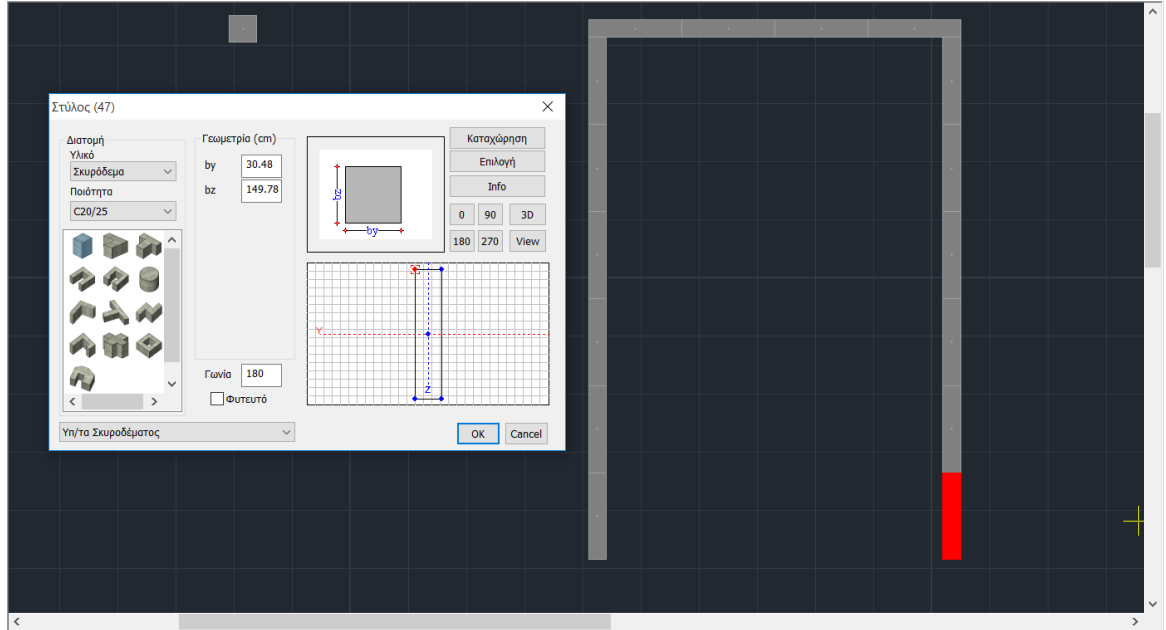 Στύλος (47)
Διατομή
Υλικό
Σκυρόδεμα
Ποιότητα
C20/25
Γεωμετρία (cm)
by 30.48
bz 149.78
Γωνία 180
Φυτευτό
bz
by
Καταχώρηση
Επιλογή
Info
0 90 3D
180 270 View
Y
Z
Υπ/τα Σκυροδέματος
OK Cancel